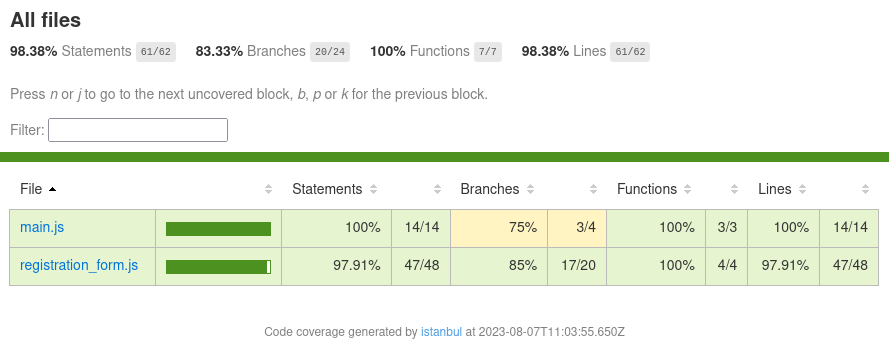 All files
98.38% Statements 61/62 83.33% Branches 20/24 100% Functions 7/7 98.38% Lines 61/62
Press n or j to go to the next uncovered block, b, p or k for the previous block.
Filter:
File Statements Branches Functions Lines
main.js 100% 14/14 75% 3/4 100% 3/3 100% 14/14
registration_form.js 97.91% 47/48 85% 17/20 100% 4/4 97.91% 47/48
Code coverage generated by istanbul at 2023-08-07T11:03:55.650Z